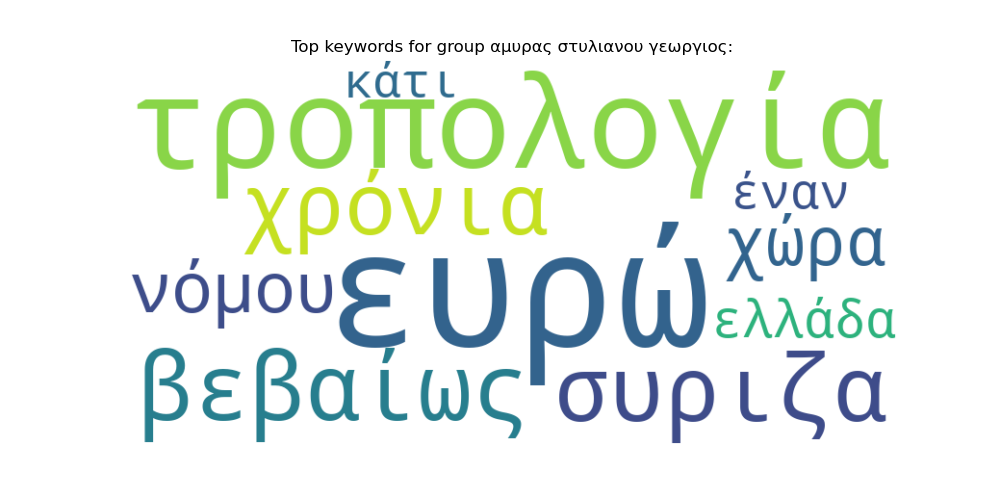 Top keywords for group αμυρας στυλιανου γεωργιος:
κάτι
τροπολογία
χρόνια
έναν
χώρα
νόμου
ευρώ
ελλάδα
βεβαίως
συριζα